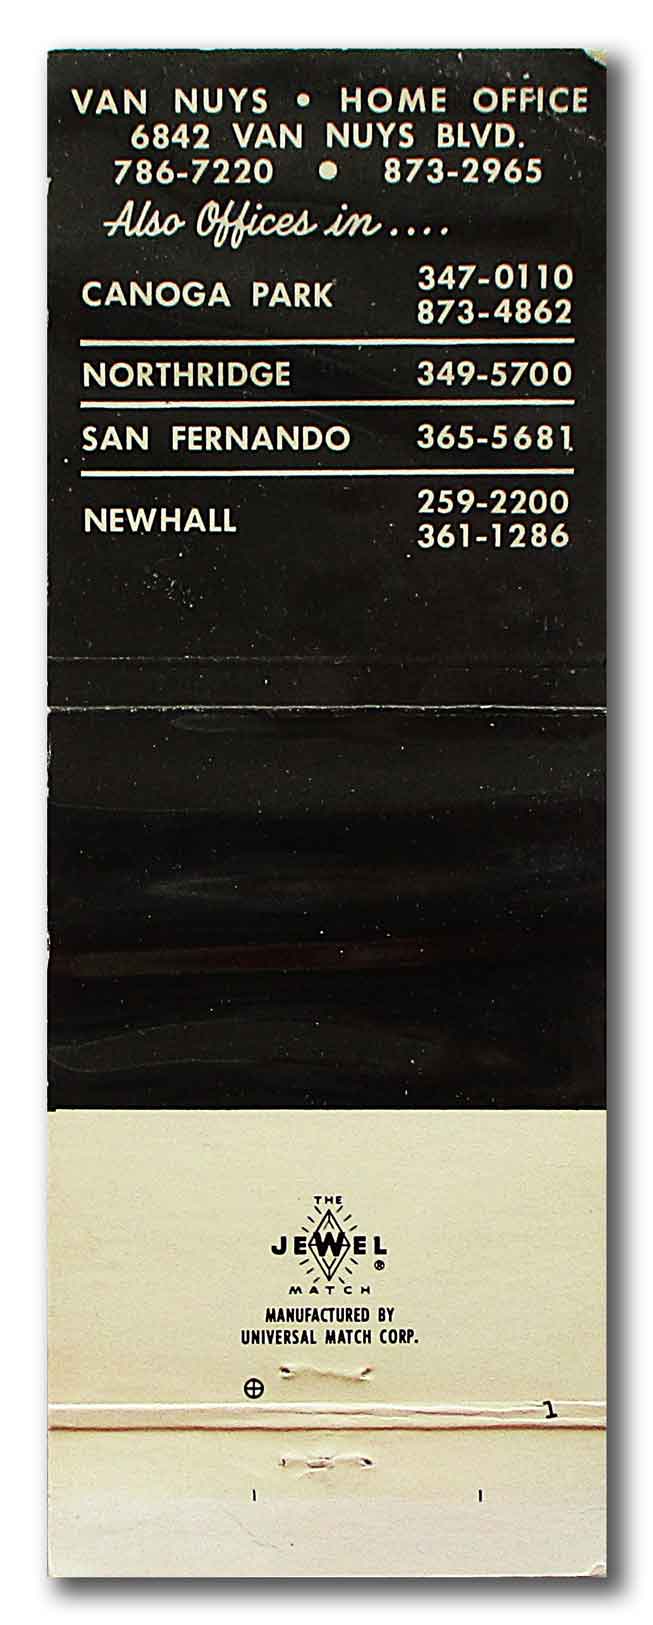 VAN NUYS • HOME OFFICE
6842 VAN NUYS BLVD.
786-7220 • 873-2965
Also Offices in....
CANOGA PARK 347-0110
873-4862
NORTHRIDGE 349-5700
SAN FERNANDO 365-5681
NEWHALL 259-2200
361-1286
THE
JEWEL®
MATCH
MANUFACTURED BY
UNIVERSAL MATCH CORP.
1